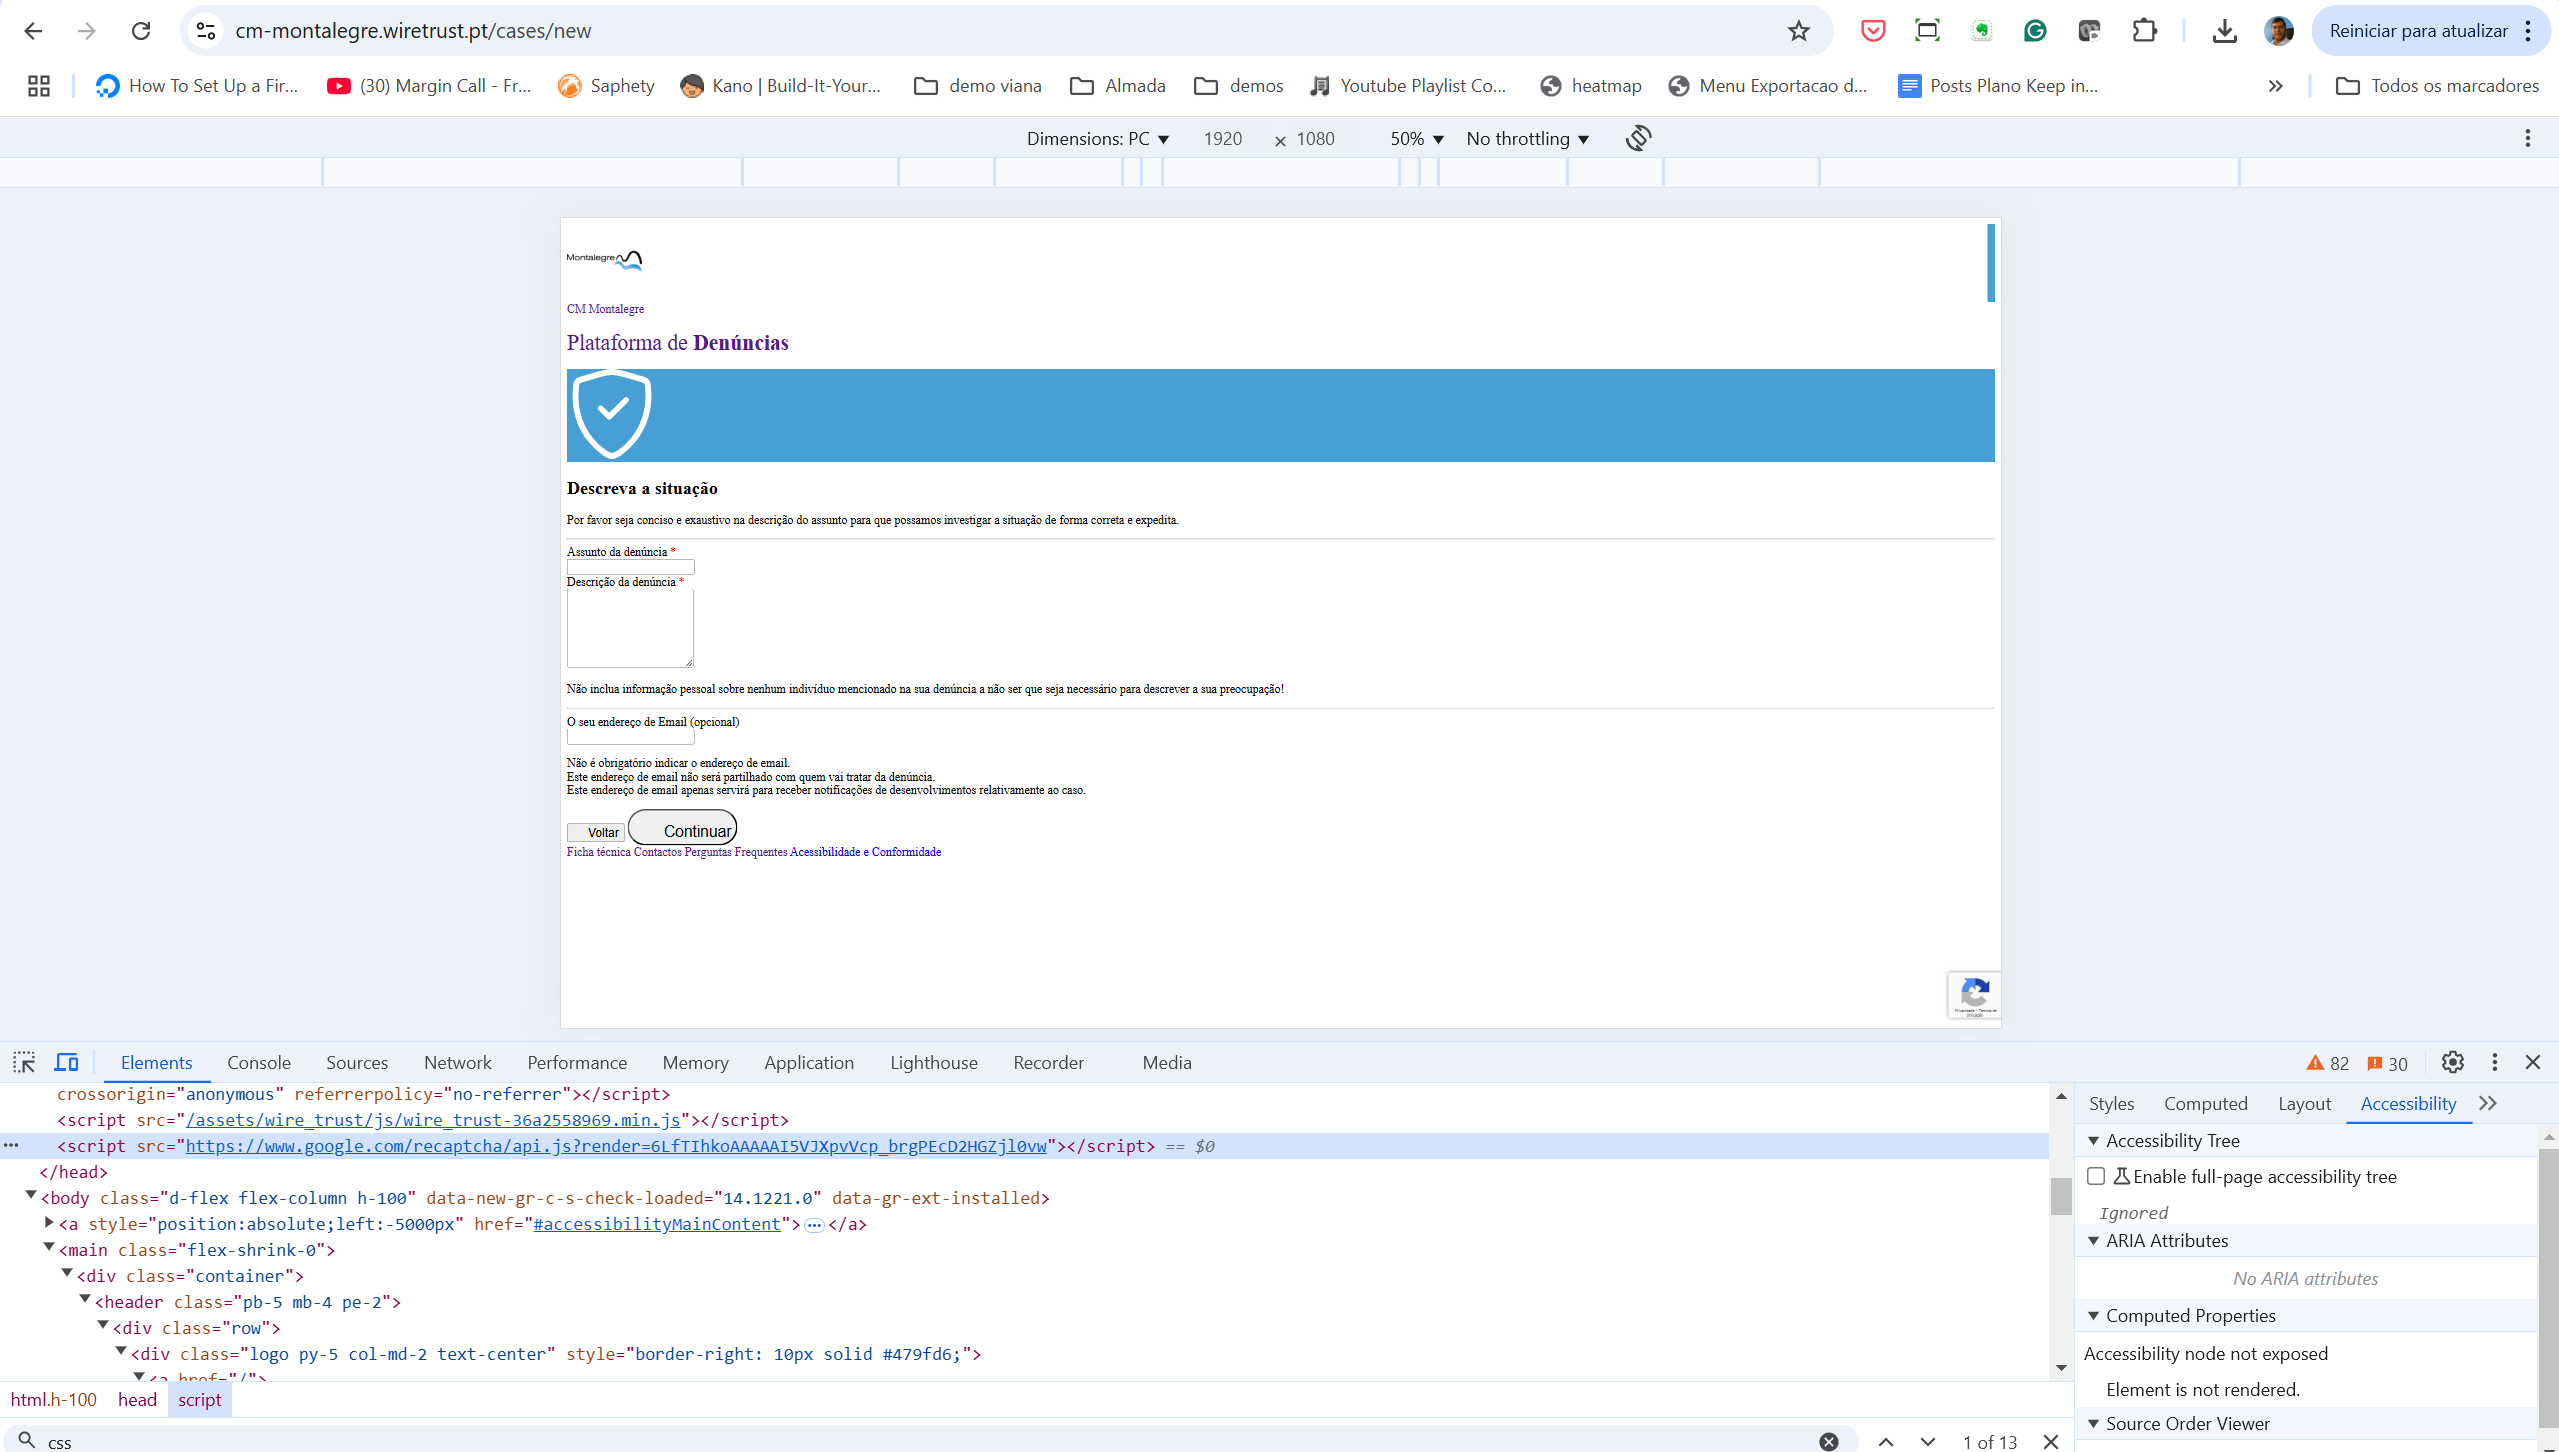 cm-montalegre.wiretrust.pt/cases/new
Reiniciar para atualizar
How To Set Up a Fir...
(30) Margin Call - Fr...
Saphety
Kano | Build-It-Your...
demo viana
Almada
demos
Youtube Playlist Co...
heatmap
Menu Exportacao d...
Posts Plano Keep in...
Todos os marcadores
Dimensions: PC 1920 × 1080 50% No throttling
Montalegre
CM Montalegre
Plataforma de Denúncias
Descreva a situação
Por favor seja conciso e exaustivo na descrição do assunto para que possamos investigar a situação de forma correta e expedita.
Assunto da denúncia *
Descrição da denúncia *
Não inclua informação pessoal sobre nenhum indivíduo mencionado na sua denúncia a não ser que seja necessário para descrever a sua preocupação!
O seu endereço de Email (opcional)
Não é obrigatório indicar o endereço de email.
Este endereço de email não será partilhado com quem vai tratar da denúncia.
Este endereço de email apenas servirá para receber notificações de desenvolvimentos relativamente ao caso.
Voltar Continuar
Ficha técnica Contactos Perguntas Frequentes Acessibilidade e Conformidade
Elements Console Sources Network Performance Memory Application Lighthouse Recorder Media
82 30
crossorigin="anonymous" referrerpolicy="no-referrer"></script>
<script src="/assets/wire_trust/js/wire_trust-36a2558969.min.js"></script>
<script src="https://www.google.com/recaptcha/api.js?render=6LfTIhkoAAAAAI5VJXpvVcp_brgPEcD2HGZjl0vw"></script> == $0
</head>
<body class="d-flex flex-column h-100" data-new-gr-c-s-check-loaded="14.1221.0" data-gr-ext-installed>
<a style="position:absolute;left:-5000px" href="#accessibilityMainContent">…</a>
<main class="flex-shrink-0">
<div class="container">
<header class="pb-5 mb-4 pe-2">
<div class="row">
<div class="logo py-5 col-md-2 text-center" style="border-right: 10px solid #479fd6;">
<a href="/">
html.h-100 head script
css
1 of 13
Styles Computed Layout Accessibility
Accessibility Tree
Enable full-page accessibility tree
Ignored
ARIA Attributes
No ARIA attributes
Computed Properties
Accessibility node not exposed
Element is not rendered.
Source Order Viewer